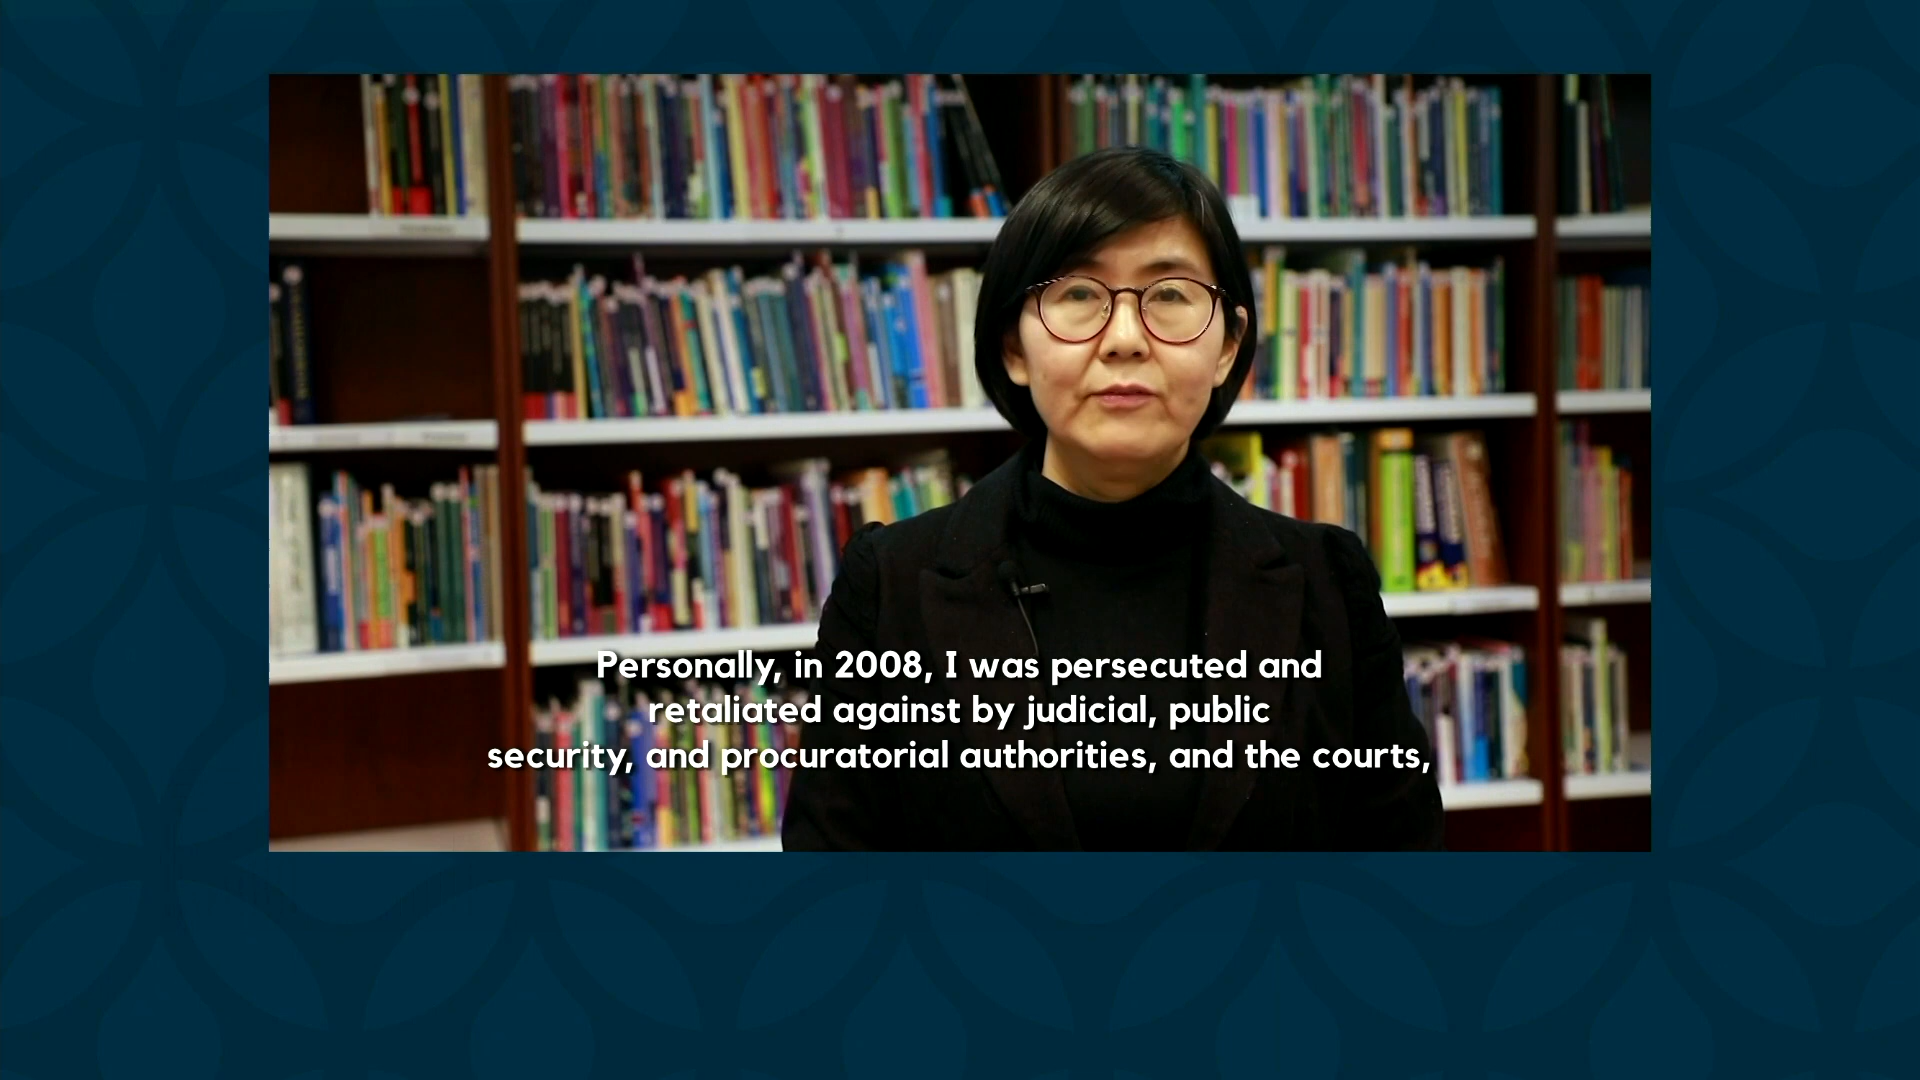 Personally, in 2008, I was persecuted and
retaliated against by judicial, public
security, and procuratorial authorities, and the courts,